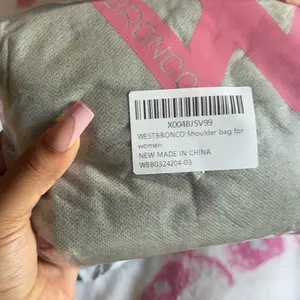 BRONCO
X004BJSV99
WESTBRONCO Shoulder bag for
women
NEW MADE IN CHINA
WBB0324204-03